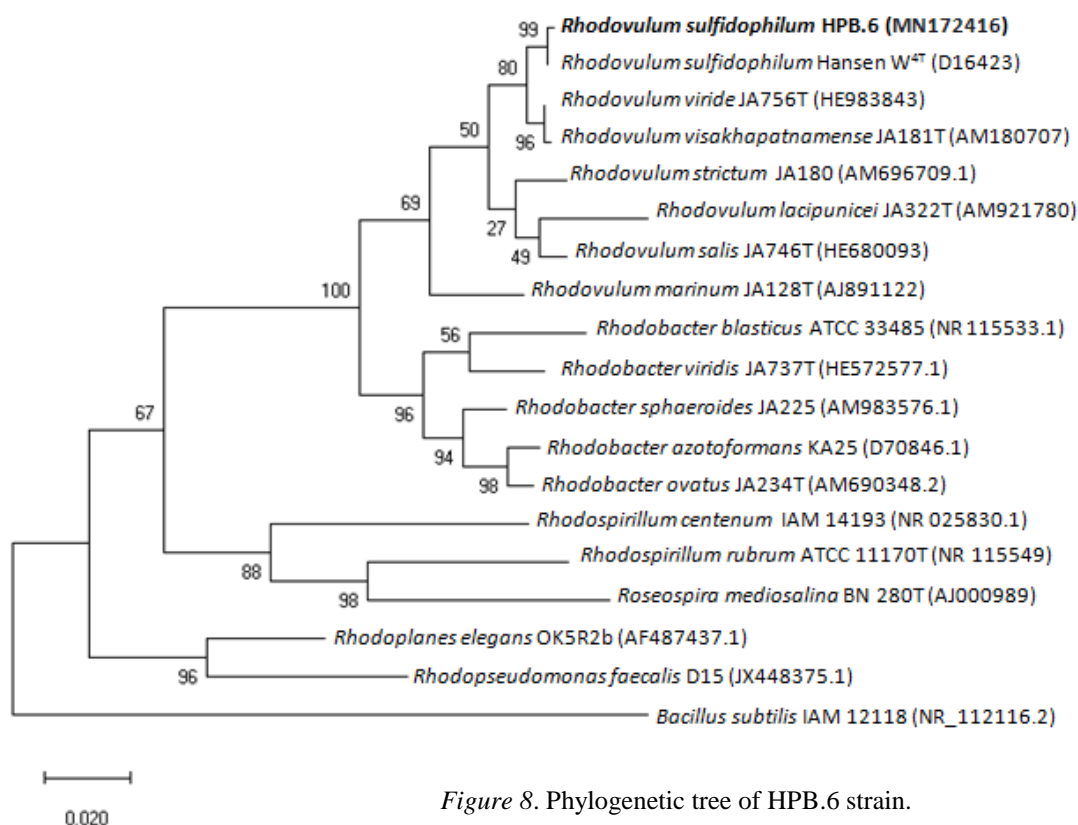 99
Rhodovulum sulfidophilum HPB.6 (MN172416)
80
Rhodovulum sulfidophilum Hansen W4T (D16423)
Rhodovulum viride JA756T (HE983843)
50
96
Rhodovulum visakhapatnamense JA181T (AM180707)
Rhodovulum strictum JA180 (AM696709.1)
69
Rhodovulum lacipunicei JA322T (AM921780)
27
49
Rhodovulum salis JA746T (HE680093)
100
Rhodovulum marinum JA128T (AJ891122)
56
Rhodobacter blasticus ATCC 33485 (NR 115533.1)
Rhodobacter viridis JA737T (HE572577.1)
67
96
Rhodobacter sphaeroides JA225 (AM983576.1)
94
Rhodobacter azotoformans KA25 (D70846.1)
98
Rhodobacter ovatus JA234T (AM690348.2)
Rhodospirillum centenum IAM 14193 (NR 025830.1)
88
Rhodospirillum rubrum ATCC 11170T (NR 115549)
98
Roseospira mediosalina BN 280T (AJ000989)
Rhodoplanes elegans OK5R2b (AF487437.1)
96
Rhodopseudomonas faecalis D15 (JX448375.1)
Bacillus subtilis IAM 12118 (NR_112116.2)
0.020
Figure 8. Phylogenetic tree of HPB.6 strain.